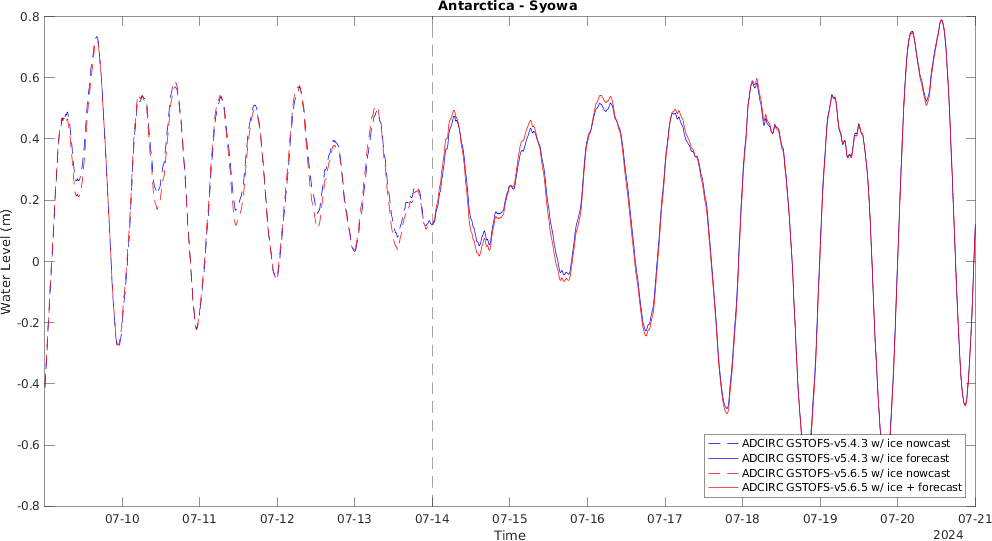 Antarctica - Syowa
0.8
0.6
0.4
0.2
0
-0.2
-0.4
-0.6
-0.8
Water Level (m)
07-10 07-11 07-12 07-13 07-14 07-15 07-16 07-17 07-18 07-19 07-20 07-21
Time
2024
ADCIRC GSTOFS-v5.4.3 w/ ice nowcast
ADCIRC GSTOFS-v5.4.3 w/ ice forecast
ADCIRC GSTOFS-v5.6.5 w/ ice nowcast
ADCIRC GSTOFS-v5.6.5 w/ ice + forecast